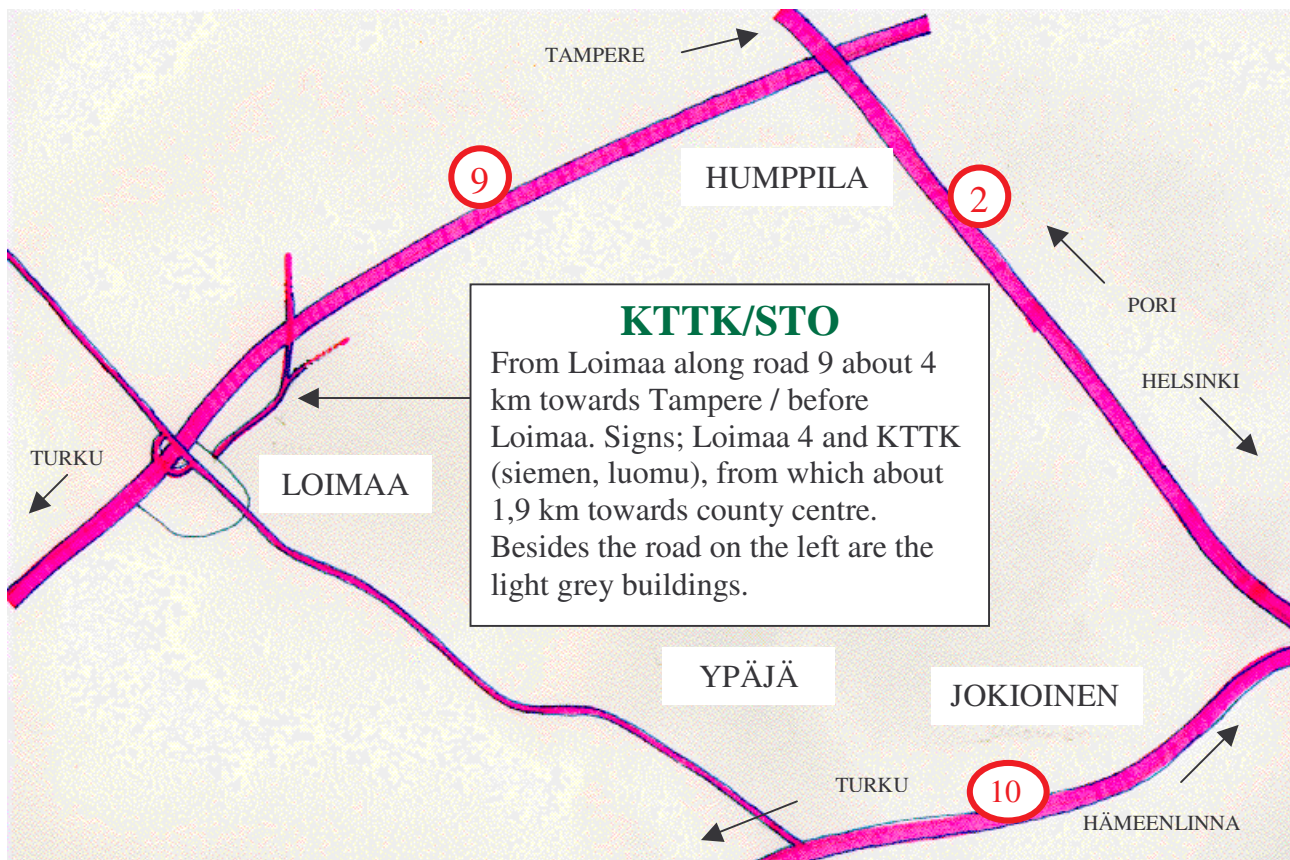 TAMPERE
9
HUMPPILA
2
PORI
HELSINKI
KTTK/STO
From Loimaa along road 9 about 4
km towards Tampere / before
Loimaa. Signs; Loimaa 4 and KTTK
(siemen, luomu), from which about
1,9 km towards county centre.
Besides the road on the left are the
light grey buildings.
TURKU
LOIMAA
YPÄJÄ
JOKIOINEN
TURKU
10
HÄMEENLINNA